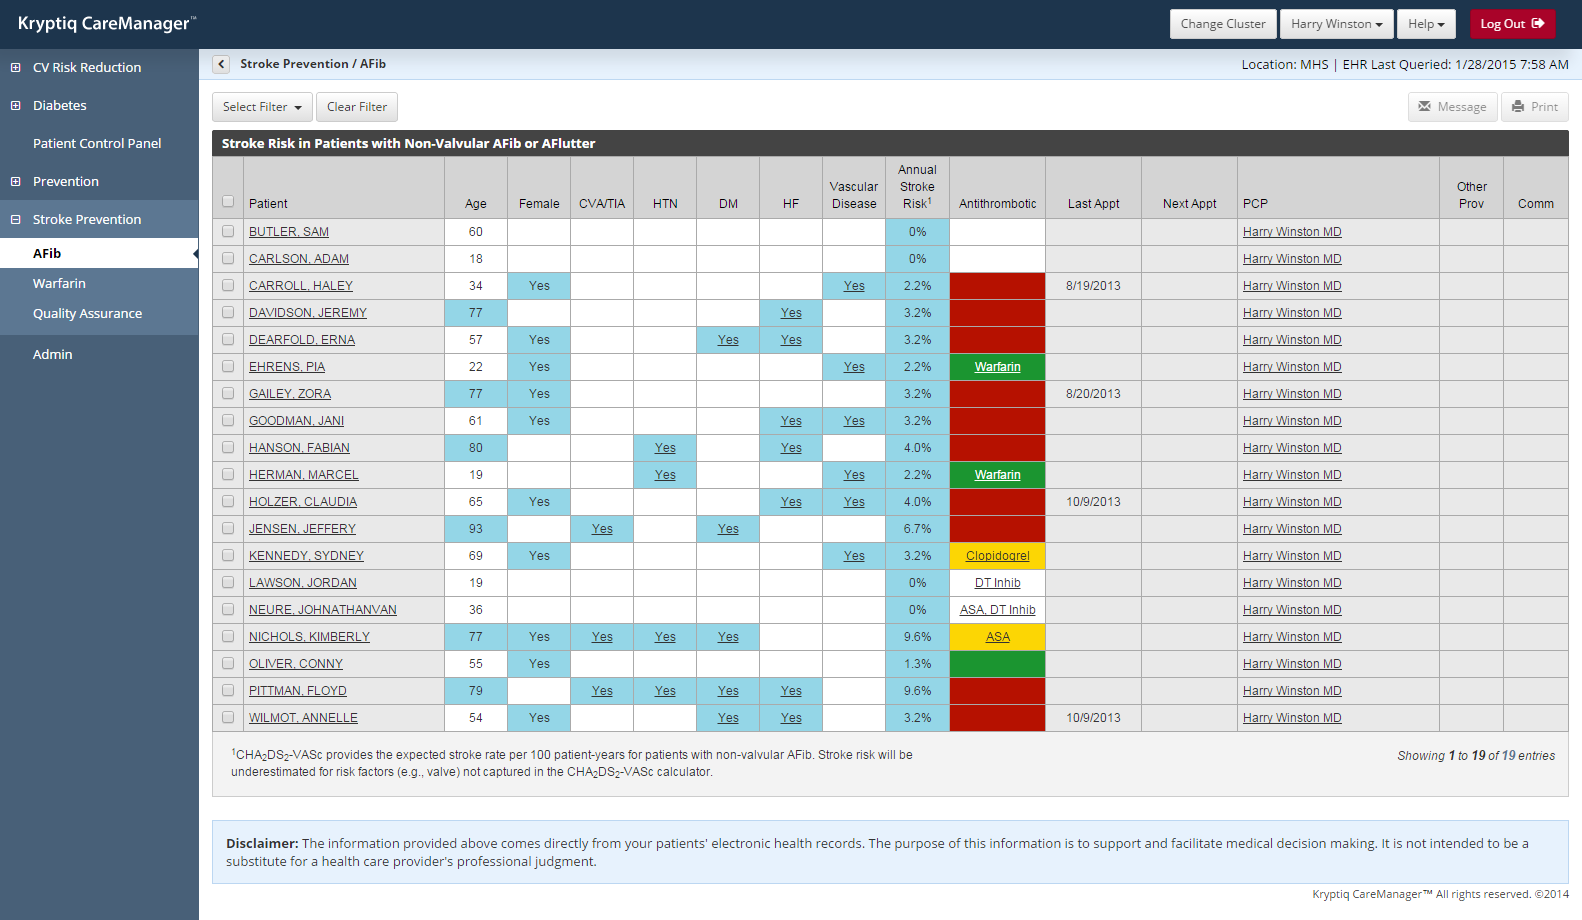 Kryptiq CareManager™
Change Cluster Harry Winston Help Log Out
CV Risk Reduction
Diabetes
Patient Control Panel
Prevention
Stroke Prevention
AFib
Warfarin
Quality Assurance
Admin
Stroke Prevention / AFib
Location: MHS | EHR Last Queried: 1/28/2015 7:58 AM
Select Filter Clear Filter
Message Print
Stroke Risk in Patients with Non-Valvular AFib or AFlutter
Patient Age Female CVA/TIA HTN DM HF Vascular Disease Annual Stroke Risk¹ Antithrombotic Last Appt Next Appt PCP Other Prov Comm
BUTLER, SAM 60 0% Harry Winston MD
CARLSON, ADAM 18 0% Harry Winston MD
CARROLL, HALEY 34 Yes Yes 2.2% 8/19/2013 Harry Winston MD
DAVIDSON, JEREMY 77 Yes 3.2% Harry Winston MD
DEARFOLD, ERNA 57 Yes Yes Yes 3.2% Harry Winston MD
EHRENS, PIA 22 Yes Yes 2.2% Warfarin Harry Winston MD
GAILEY, ZORA 77 Yes 3.2% 8/20/2013 Harry Winston MD
GOODMAN, JANI 61 Yes Yes Yes 3.2% Harry Winston MD
HANSON, FABIAN 80 Yes Yes 4.0% Harry Winston MD
HERMAN, MARCEL 19 Yes Yes 2.2% Warfarin Harry Winston MD
HOLZER, CLAUDIA 65 Yes Yes Yes 4.0% 10/9/2013 Harry Winston MD
JENSEN, JEFFERY 93 Yes Yes 6.7% Harry Winston MD
KENNEDY, SYDNEY 69 Yes Yes 3.2% Clopidogrel Harry Winston MD
LAWSON, JORDAN 19 0% DT Inhib Harry Winston MD
NEURE, JOHNATHANVAN 36 0% ASA, DT Inhib Harry Winston MD
NICHOLS, KIMBERLY 77 Yes Yes Yes Yes 9.6% ASA Harry Winston MD
OLIVER, CONNY 55 Yes 1.3% Harry Winston MD
PITTMAN, FLOYD 79 Yes Yes Yes Yes 9.6% Harry Winston MD
WILMOT, ANNELLE 54 Yes Yes Yes 3.2% 10/9/2013 Harry Winston MD
¹CHA₂DS₂-VASc provides the expected stroke rate per 100 patient-years for patients with non-valvular AFib. Stroke risk will be
underestimated for risk factors (e.g., valve) not captured in the CHA₂DS₂-VASc calculator.
Showing 1 to 19 of 19 entries
Disclaimer: The information provided above comes directly from your patients' electronic health records. The purpose of this information is to support and facilitate medical decision making. It is not intended to be a
substitute for a health care provider's professional judgment.
Kryptiq CareManager™ All rights reserved. ©2014